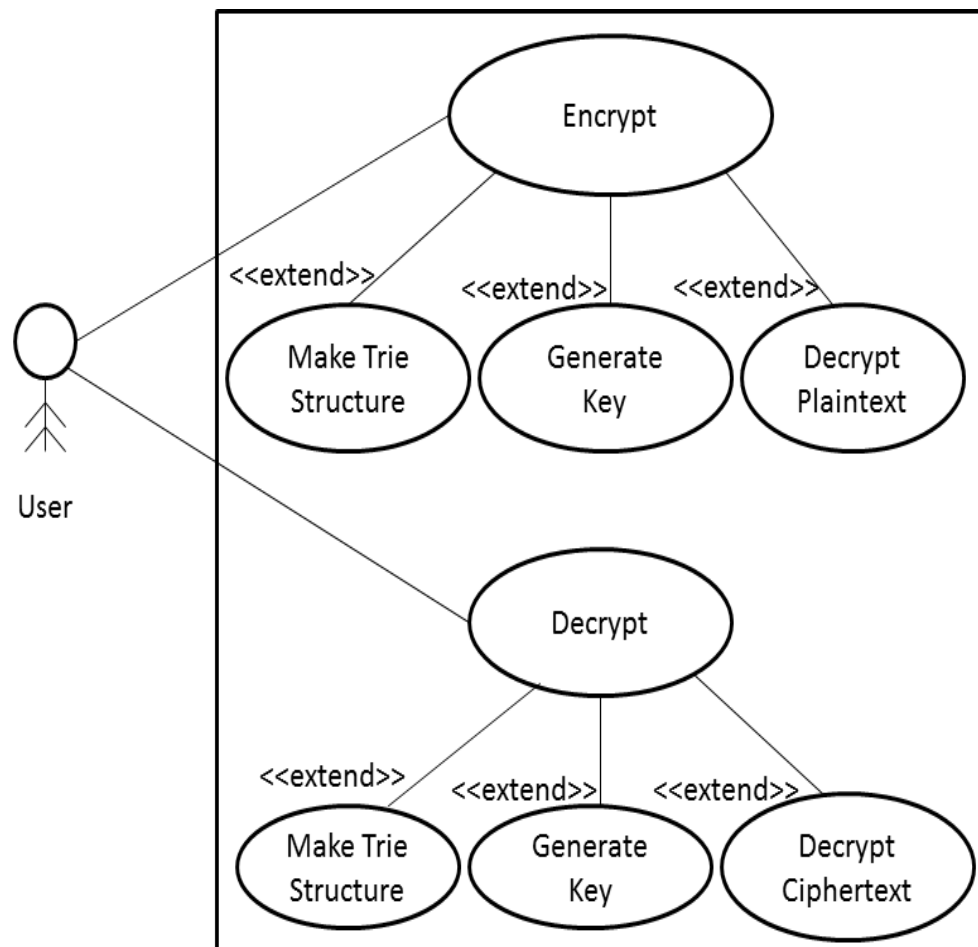 Encrypt
<<extend>>
<<extend>>
<<extend>>
Make Trie
Structure
Generate
Key
Decrypt
Plaintext
User
Decrypt
<<extend>>
<<extend>>
<<extend>>
Make Trie
Structure
Generate
Key
Decrypt
Ciphertext